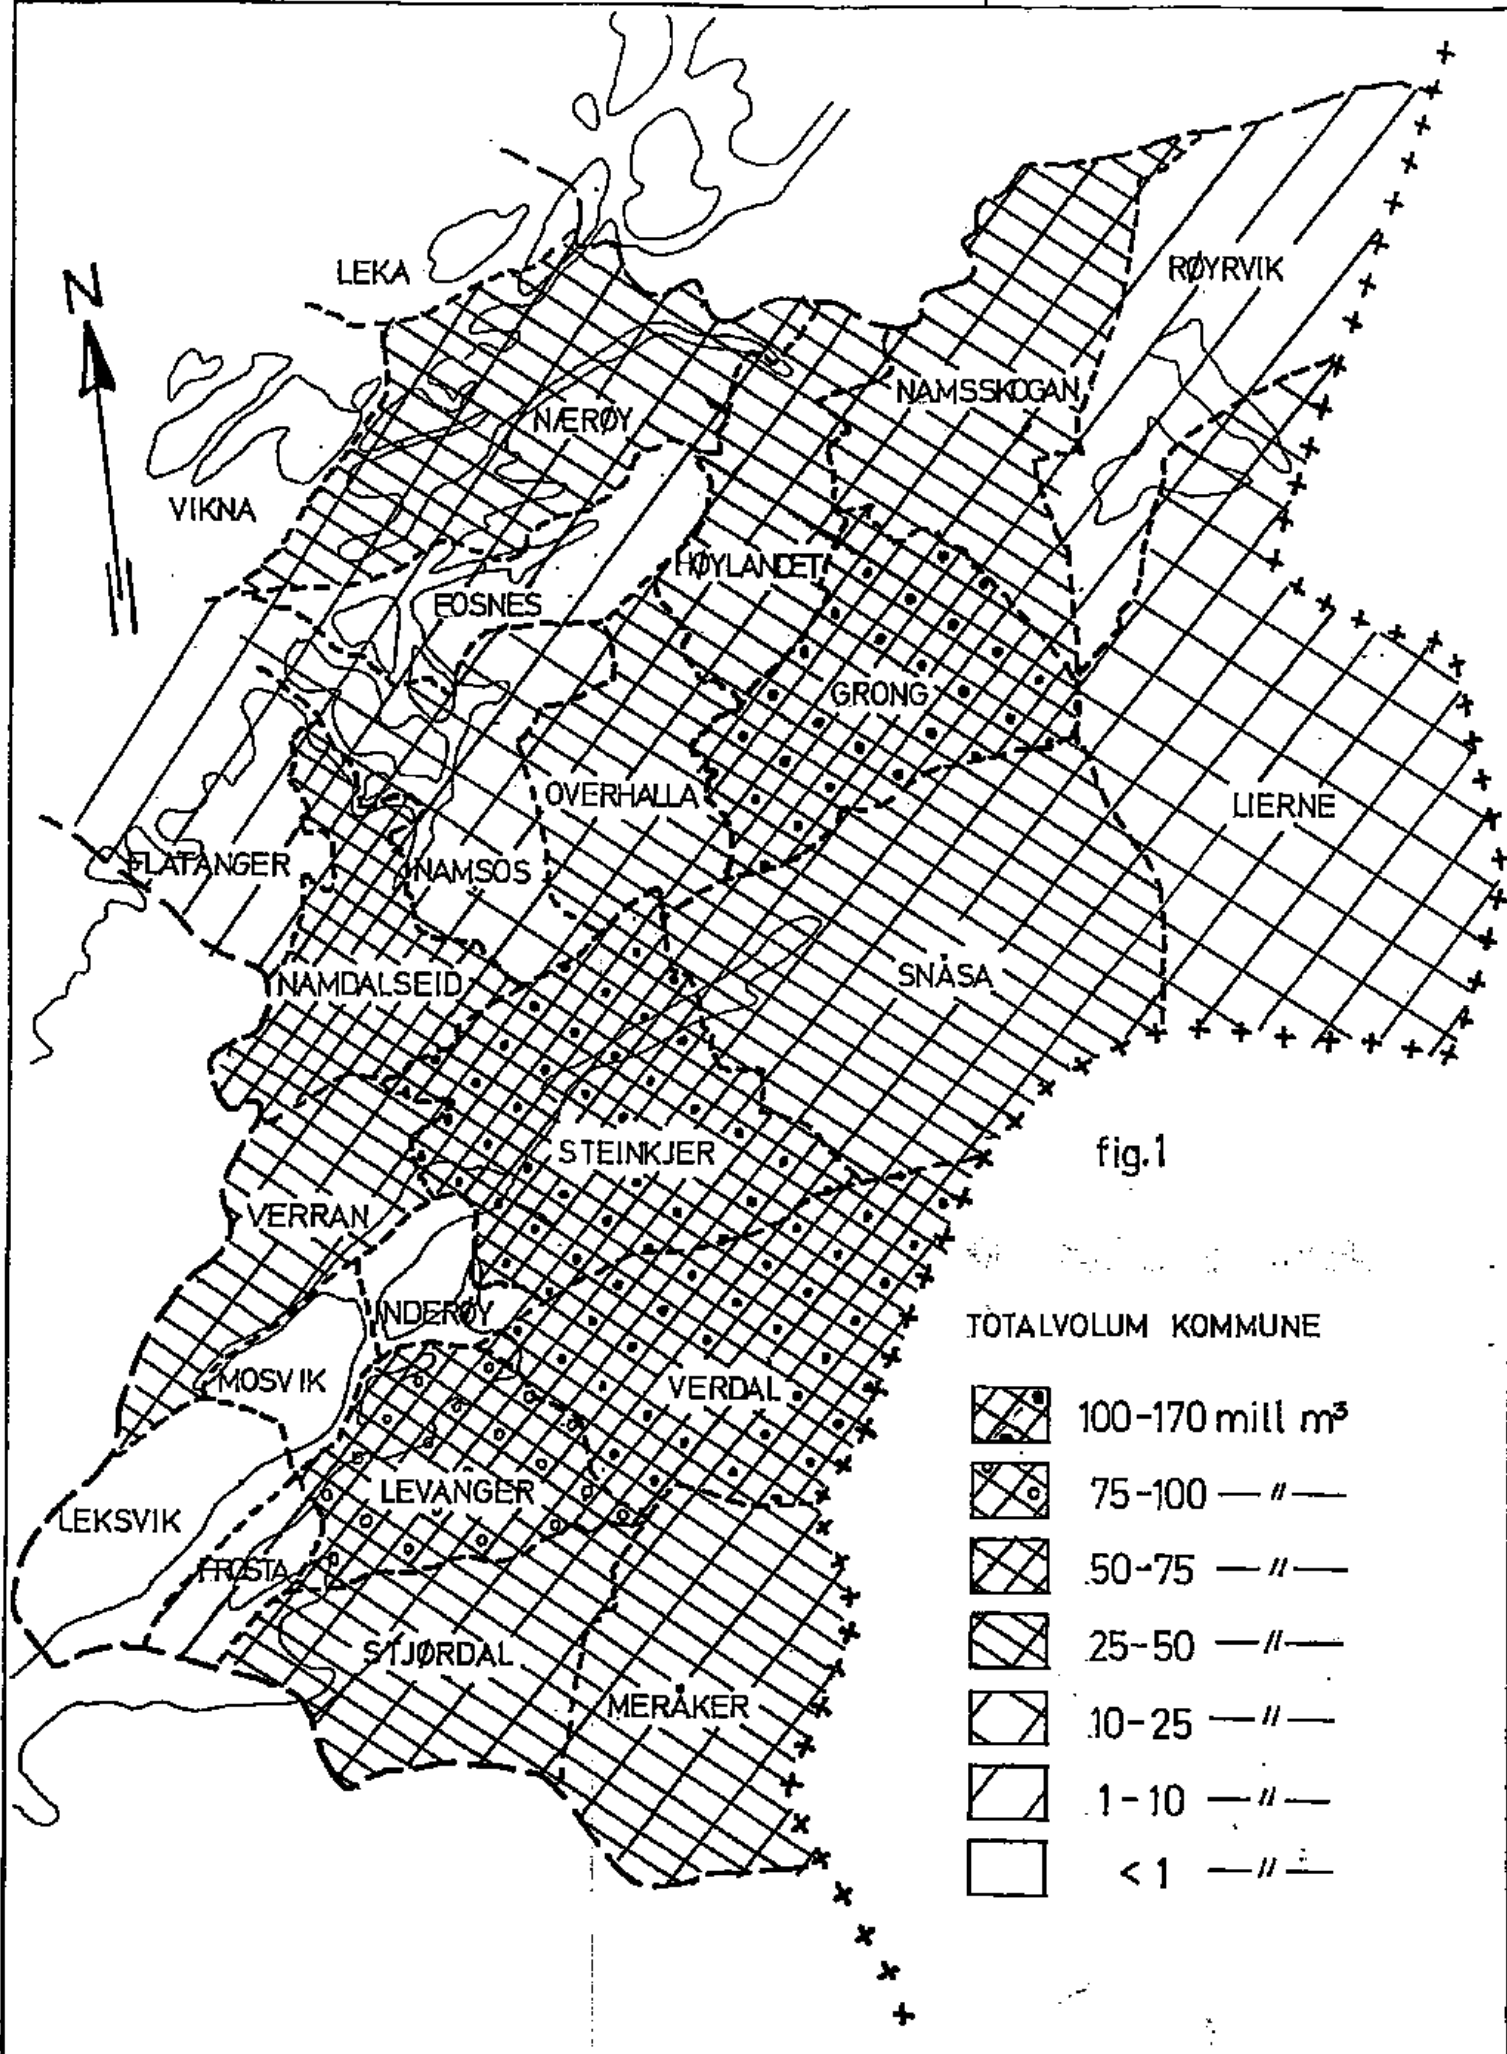 N
LEKA
RØYRVIK
NAMSSKOGAN
NÆRØY
VIKNA
HØYLANDET
FOSNES
GRONG
OVERHALLA
LIERNE
FLATANGER
NAMSOS
SNÅSA
NAMDALSEID
STEINKJER
fig.1
VERRAN
INDERØY
MOSVIK
VERDAL
LEVANGER
LEKSVIK
FROSTA
STJØRDAL
MERÅKER
TOTALVOLUM KOMMUNE
100-170 mill m³
75-100 —〃 —
50-75 — 〃 —
25-50 — 〃 —
10-25 — 〃 —
1-10 — 〃 —
< 1 — 〃 —